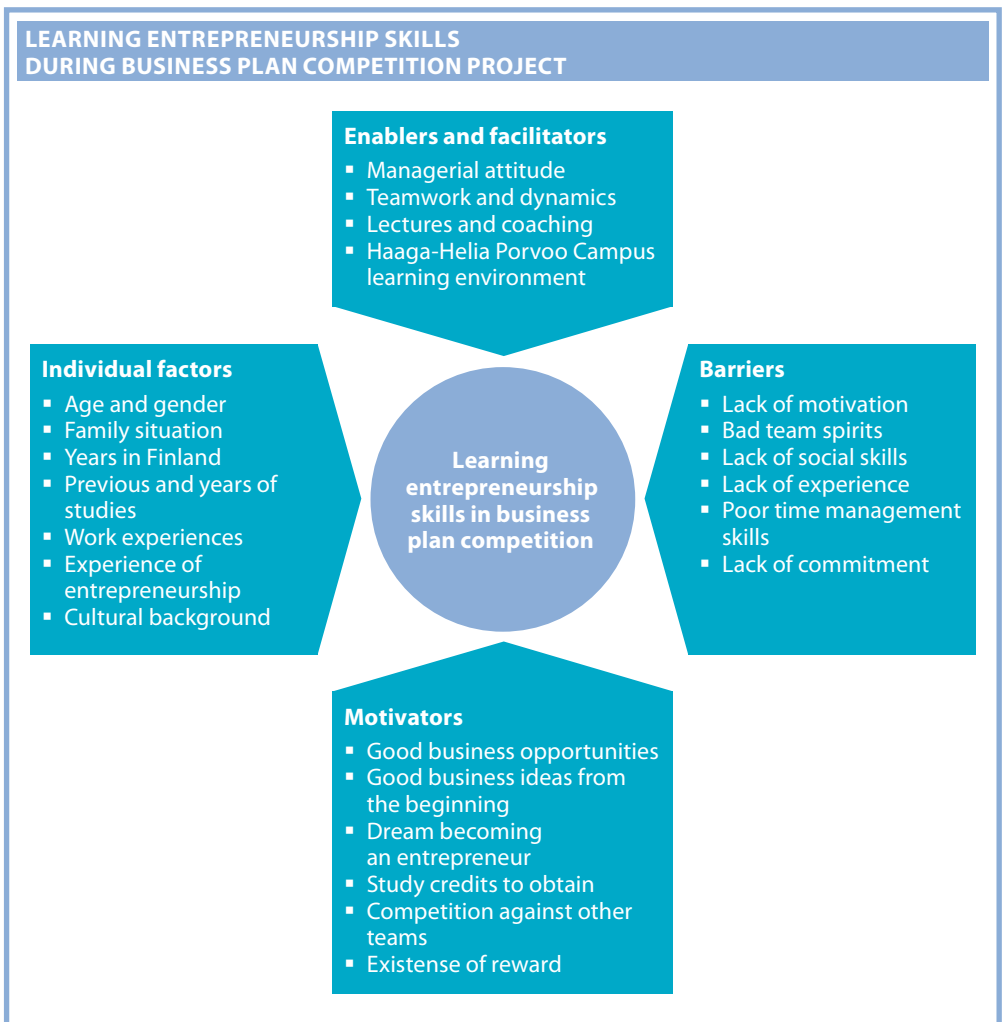 LEARNING ENTREPRENEURSHIP SKILLS
DURING BUSINESS PLAN COMPETITION PROJECT
Enablers and facilitators
▪ Managerial attitude
▪ Teamwork and dynamics
▪ Lectures and coaching
▪ Haaga-Helia Porvoo Campus
learning environment
Individual factors
▪ Age and gender
▪ Family situation
▪ Years in Finland
▪ Previous and years of
studies
▪ Work experiences
▪ Experience of
entrepreneurship
▪ Cultural background
Learning
entrepreneurship
skills in business
plan competition
Barriers
▪ Lack of motivation
▪ Bad team spirits
▪ Lack of social skills
▪ Lack of experience
▪ Poor time management
skills
▪ Lack of commitment
Motivators
▪ Good business opportunities
▪ Good business ideas from
the beginning
▪ Dream becoming
an entrepreneur
▪ Study credits to obtain
▪ Competition against other
teams
▪ Existense of reward